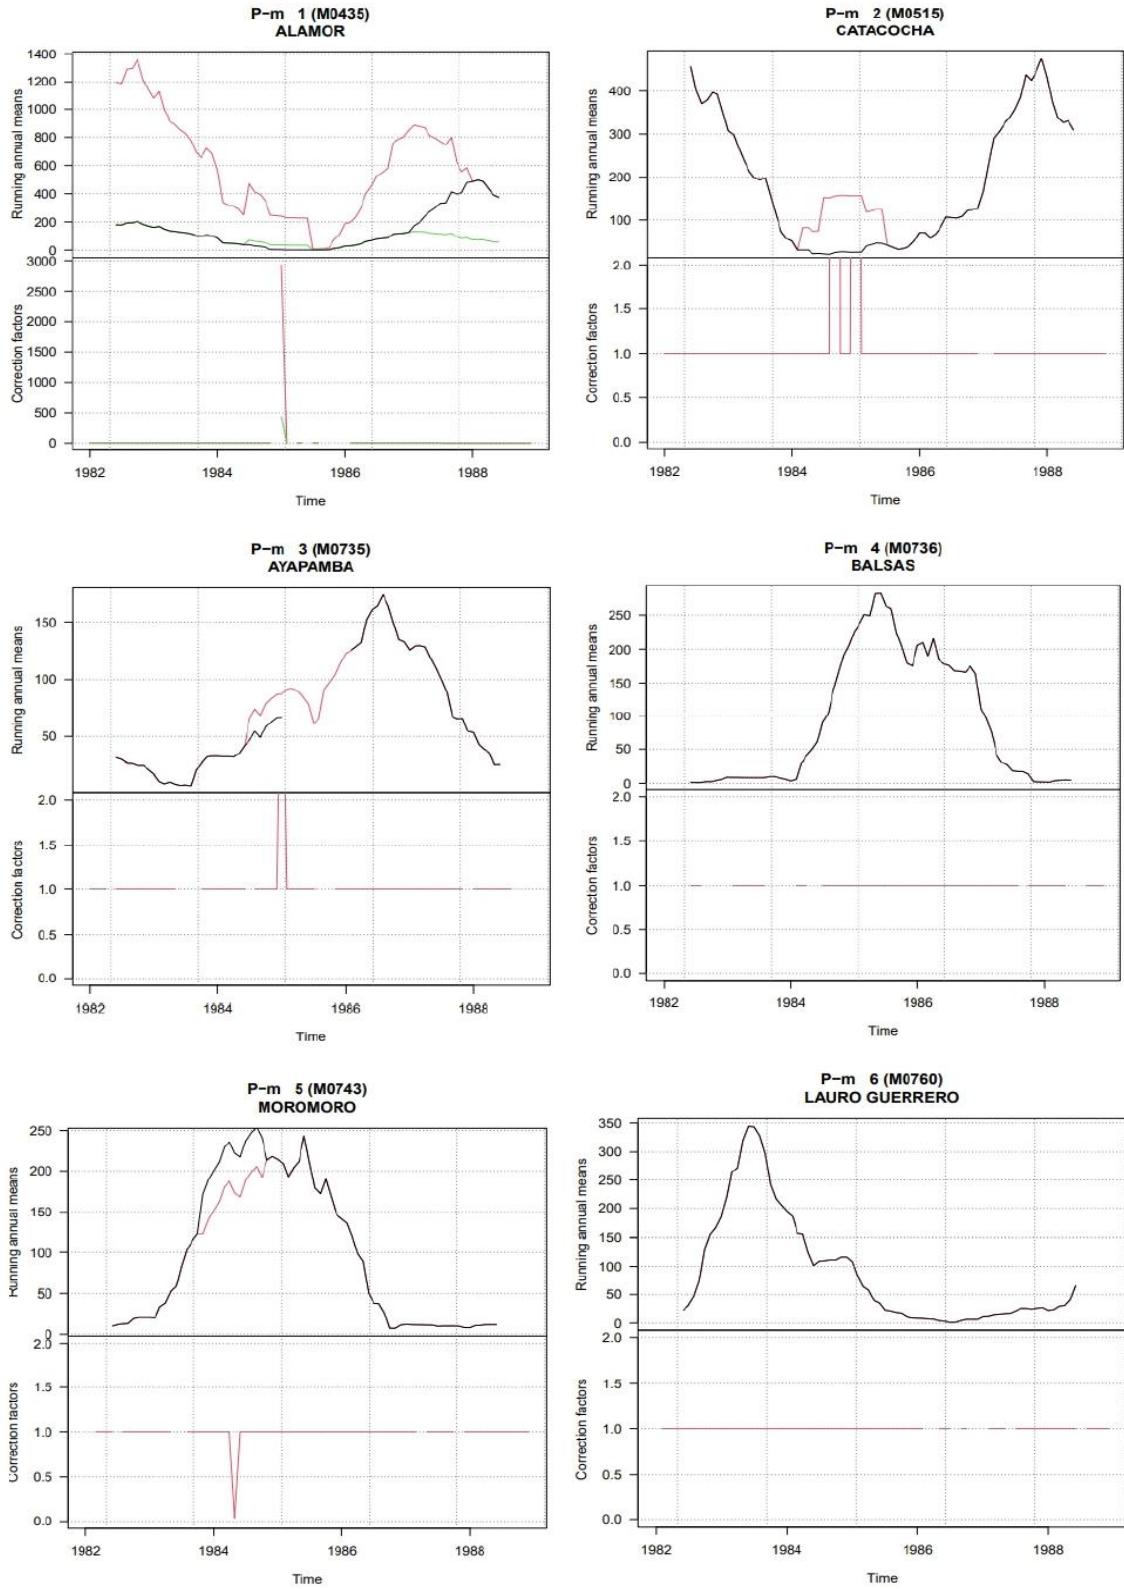 P−m 1 (M0435)
ALAMOR
Running annual means
1400
1200
1000
800
600
400
200
0
Correction factors
3000
2500
2000
1500
1000
500
0
1982 1984 1986 1988
Time
P−m 2 (M0515)
CATACOCHA
Running annual means
400
300
200
100
Correction factors
2.0
1.5
1.0
0.5
0.0
1982 1984 1986 1988
Time
P−m 3 (M0735)
AYAPAMBA
Running annual means
150
100
50
Correction factors
2.0
1.5
1.0
0.5
0.0
1982 1984 1986 1988
Time
P−m 4 (M0736)
BALSAS
Running annual means
250
200
150
100
50
0
Correction factors
2.0
1.5
1.0
0.5
0.0
1982 1984 1986 1988
Time
P−m 5 (M0743)
MOROMORO
Running annual means
250
200
150
100
50
0
Correction factors
2.0
1.5
1.0
0.5
0.0
1982 1984 1986 1988
Time
P−m 6 (M0760)
LAURO GUERRERO
Running annual means
350
300
250
200
150
100
50
0
Correction factors
2.0
1.5
1.0
0.5
0.0
1982 1984 1986 1988
Time